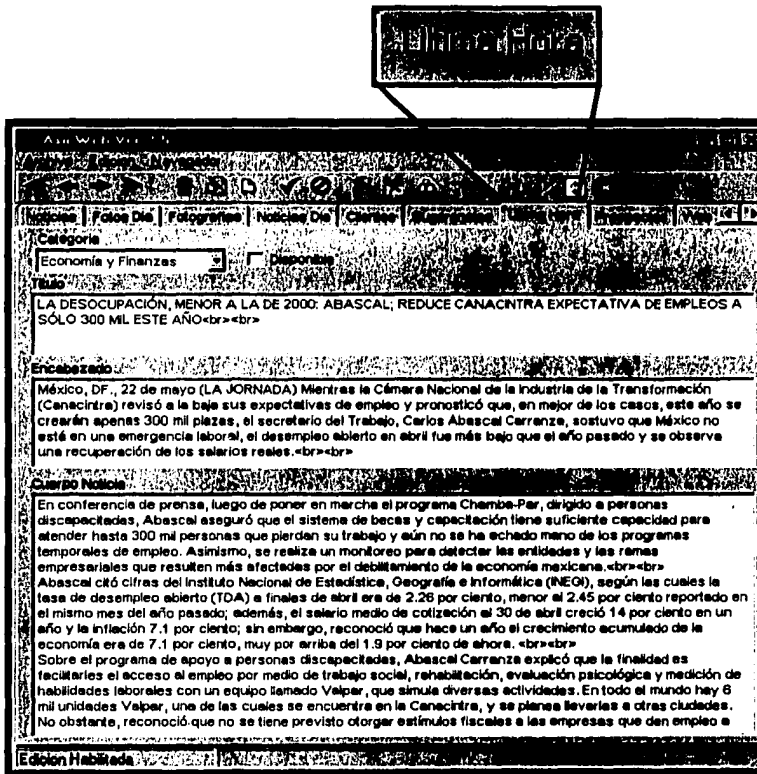 Ultima Hora
Noticias Fotos Dia Fotografias Noticias Dia Clientes Ultima Hora Web
Categoria
Economía y Finanzas Disponible
Título
LA DESOCUPACIÓN, MENOR A LA DE 2000: ABASCAL; REDUCE CANACINTRA EXPECTATIVA DE EMPLEOS A
SÓLO 300 MIL ESTE AÑO<br><br>
Encabezado
México, DF., 22 de mayo (LA JORNADA) Mientras la Cámara Nacional de la Industria de la Transformación
(Canacintra) revisó a la baja sus expectativas de empleo y pronosticó que, en mejor de los casos, este año se
crearán apenas 300 mil plazas, el secretario del Trabajo, Carlos Abascal Carranza, sostuvo que México no
está en una emergencia laboral, el desempleo abierto en abril fue más bajo que el año pasado y se observa
una recuperación de los salarios reales.<br><br>
Cuerpo Noticia
En conferencia de prensa, luego de poner en marcha el programa Chamba-Par, dirigido a personas
discapacitadas, Abascal aseguró que el sistema de becas y capacitación tiene suficiente capacidad para
atender hasta 300 mil personas que pierdan su trabajo y aún no se ha echado mano de los programas
temporales de empleo. Asimismo, se realiza un monitoreo para detectar las entidades y las ramas
empresariales que resulten más afectadas por el debilitamiento de la economía mexicana.<br><br>
Abascal citó cifras del Instituto Nacional de Estadística, Geografía e Informática (INEGI), según las cuales la
tasa de desempleo abierto (TDA) a finales de abril era de 2.26 por ciento, menor al 2.45 por ciento reportado en
el mismo mes del año pasado; además, el salario medio de cotización al 30 de abril creció 14 por ciento en un
año y la inflación 7.1 por ciento; sin embargo, reconoció que hace un año el crecimiento acumulado de la
economía era de 7.1 por ciento, muy por arriba del 1.9 por ciento de ahora. <br><br>
Sobre el programa de apoyo a personas discapacitadas, Abascal Carranza explicó que la finalidad es
facilitarles el acceso al empleo por medio de trabajo social, rehabilitación, evaluación psicológica y medición de
habilidades laborales con un equipo llamado Valpar, que simula diversas actividades. En todo el mundo hay 6
mil unidades Valpar, una de las cuales se encuentra en la Canacintra, y se planea llevarlas a otras ciudades.
No obstante, reconoció que no se tiene previsto otorgar estímulos fiscales a las empresas que den empleo a
Edicion Habilitada